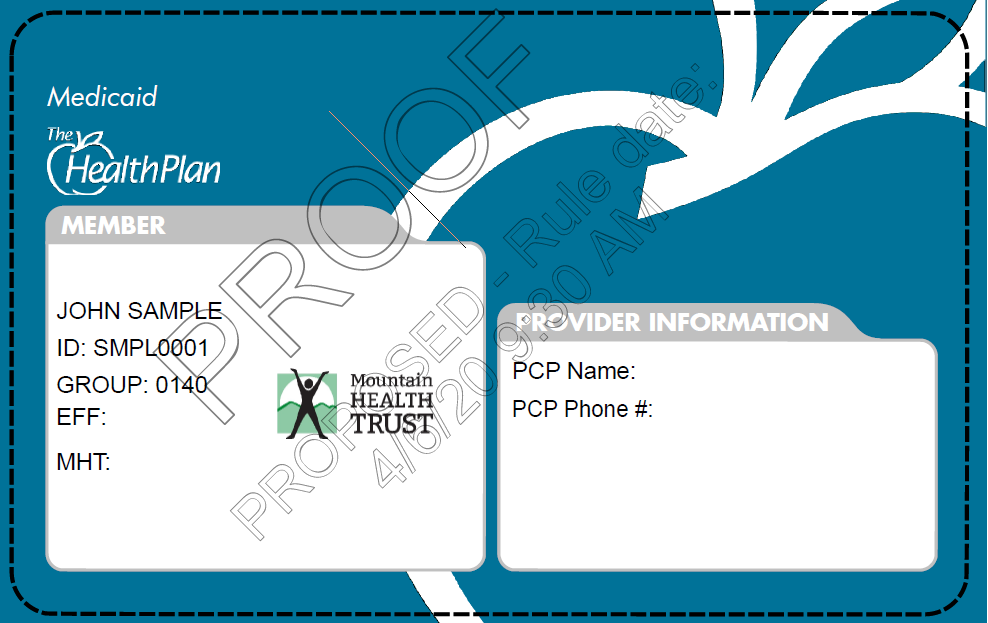 Medicaid
The
HealthPlan
MEMBER
JOHN SAMPLE
ID: SMPL0001
GROUP: 0140
EFF:
MHT:
Mountain
HEALTH
TRUST
PROVIDER INFORMATION
PCP Name:
PCP Phone #:
PROOF
PROPOSED - Rule date:
4/6/20 9:30 AM